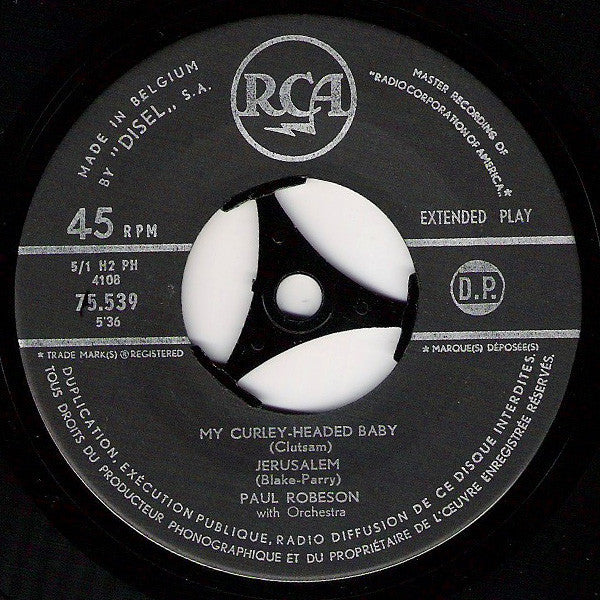 RCA
MADE IN BELGIUM
BY "DISEL„ S.A.
MASTER RECORDING OF
"RADIO CORPORATION
OF AMERICA„*
45 RPM
EXTENDED PLAY
5/1 H2 PH
4108
75.539
5'36
D.P.
* TRADE MARK(S) ® REGISTERED
* MARQUE(S) DÉPOSÉE(S)
MY CURLEY-HEADED BABY
(Clutsam)
JERUSALEM
(Blake-Parry)
PAUL ROBESON
with Orchestra
DUPLICATION, EXÉCUTION PUBLIQUE, RADIO DIFFUSION DE CE DISQUE INTERDITES.
TOUS DROITS DU PRODUCTEUR PHONOGRAPHIQUE ET DU PROPRIÉTAIRE DE L'ŒUVRE ENREGISTRÉE RÉSERVÉS.